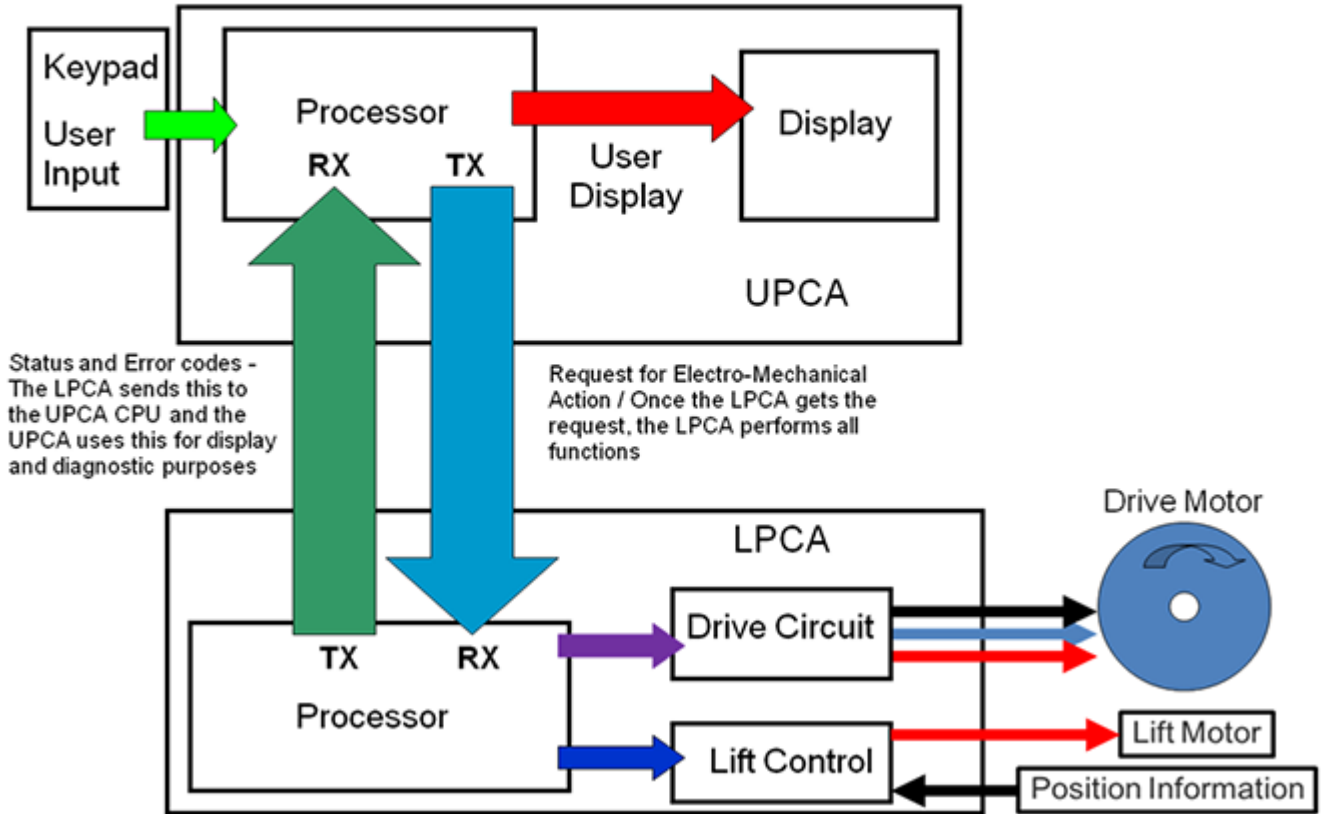 Keypad
User
Input
Processor
RX
TX
User
Display
Display
UPCA
Status and Error codes -
The LPCA sends this to
the UPCA CPU and the
UPCA uses this for display
and diagnostic purposes
Request for Electro-Mechanical
Action / Once the LPCA gets the
request, the LPCA performs all
functions
LPCA
Drive Motor
TX
RX
Processor
Drive Circuit
Lift Control
Lift Motor
Position Information